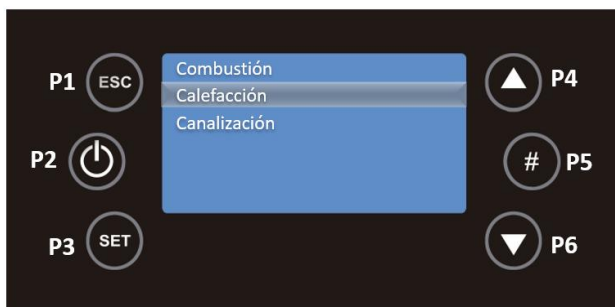 P1 ESC
P2
P3 SET
Combustión
Calefacción
Canalización
P4
# P5
P6